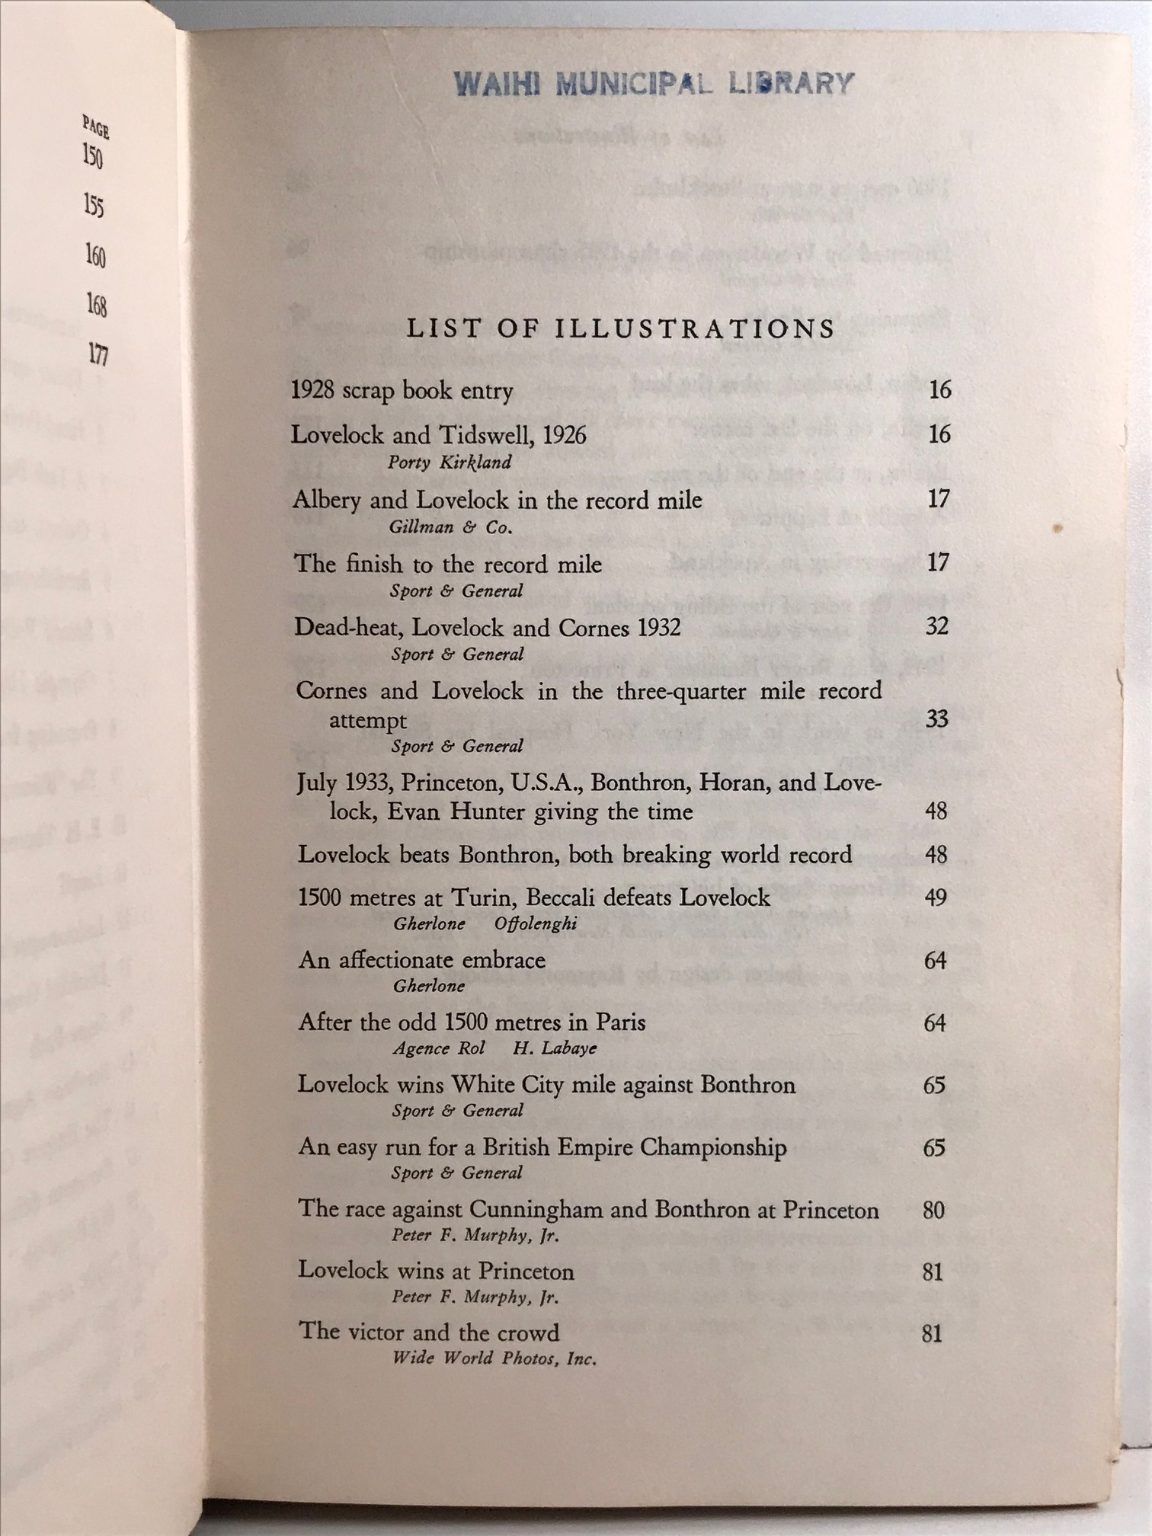 PAGE
150
155
160
168
177
WAIHI MUNICIPAL LIBRARY
LIST OF ILLUSTRATIONS
1928 scrap book entry 16
Lovelock and Tidswell, 1926 16
Porty Kirkland
Albery and Lovelock in the record mile 17
Gillman & Co.
The finish to the record mile 17
Sport & General
Dead-heat, Lovelock and Cornes 1932 32
Sport & General
Cornes and Lovelock in the three-quarter mile record
attempt 33
Sport & General
July 1933, Princeton, U.S.A., Bonthron, Horan, and Love-
lock, Evan Hunter giving the time 48
Lovelock beats Bonthron, both breaking world record 48
1500 metres at Turin, Beccali defeats Lovelock 49
Gherlone Offolenghi
An affectionate embrace 64
Gherlone
After the odd 1500 metres in Paris 64
Agence Rol H. Labaye
Lovelock wins White City mile against Bonthron 65
Sport & General
An easy run for a British Empire Championship 65
Sport & General
The race against Cunningham and Bonthron at Princeton 80
Peter F. Murphy, Jr.
Lovelock wins at Princeton 81
Peter F. Murphy, Jr.
The victor and the crowd 81
Wide World Photos, Inc.